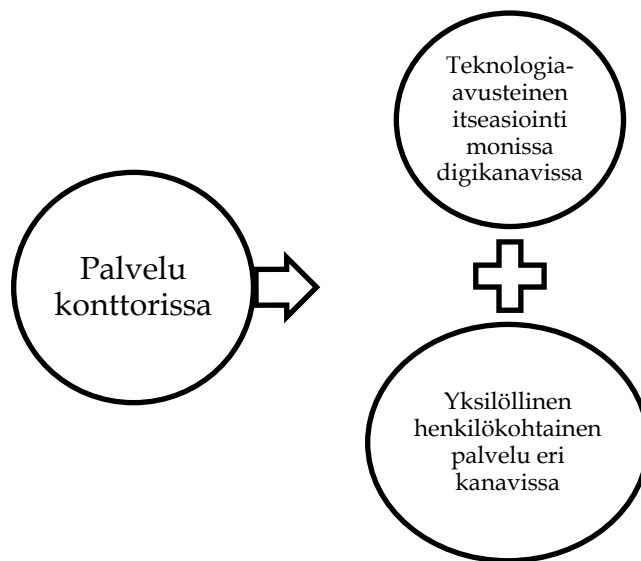 Palvelu
konttorissa
Teknologia-
avusteinen
itseasiointi
monissa
digikanavissa
Yksilöllinen
henkilökohtainen
palvelu eri
kanavissa